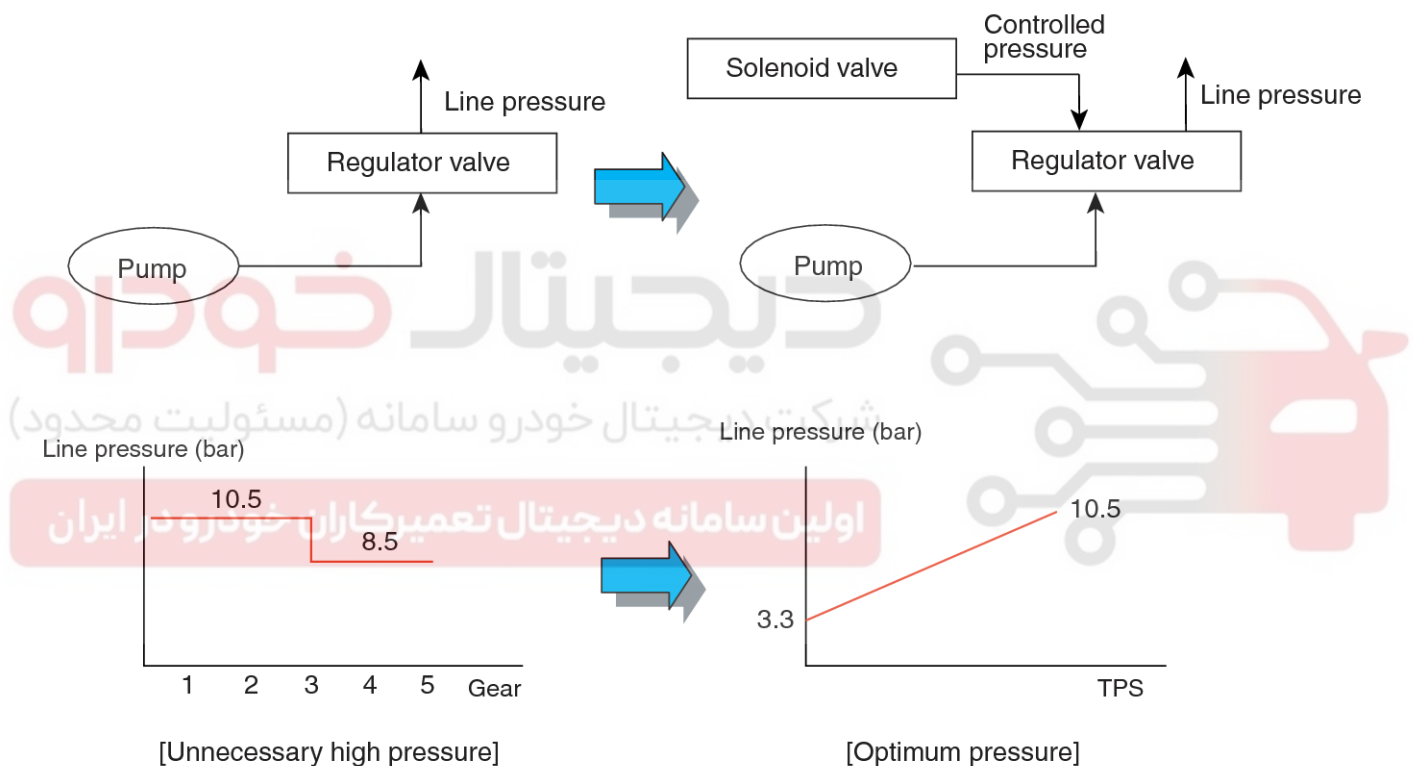 Line pressure
Regulator valve
Pump
Solenoid valve
Controlled
pressure
Line pressure
Regulator valve
Pump
دیجیتال خودرو
شرکت دیجیتال خودرو سامانه (مسئولیت محدود)
اولین سامانه دیجیتال تعمیرکاران خودرو در ایران
Line pressure (bar)
10.5
8.5
1 2 3 4 5 Gear
[Unnecessary high pressure]
Line pressure (bar)
10.5
3.3
TPS
[Optimum pressure]